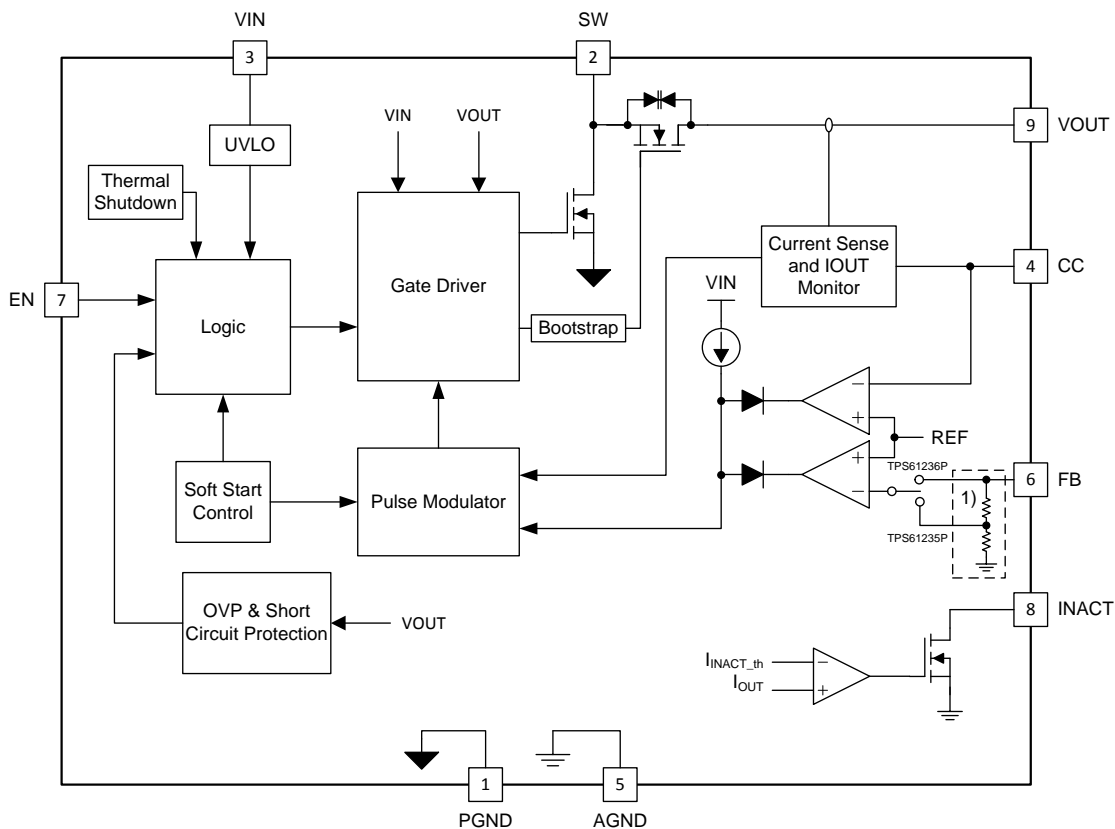 VIN
SW
3
2
VIN
VOUT
9
VOUT
UVLO
Thermal
Shutdown
Current Sense
and IOUT
Monitor
4
CC
EN
7
Logic
Gate Driver
VIN
Bootstrap
−
+
REF
+
−
TPS61236P
6
FB
1)
TPS61235P
Soft Start
Control
Pulse Modulator
OVP & Short
Circuit Protection
VOUT
8
INACT
IINACT_th
−
IOUT
+
1
5
PGND
AGND